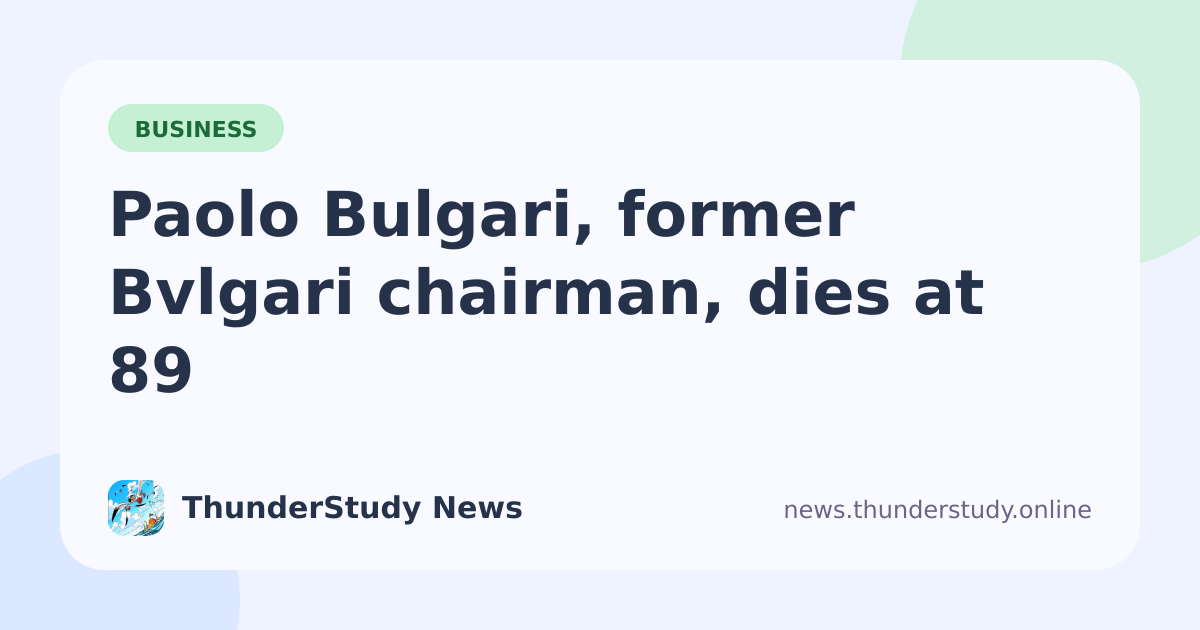 BUSINESS
Paolo Bulgari, former
Bvlgari chairman, dies at
89
ThunderStudy News
news.thunderstudy.online